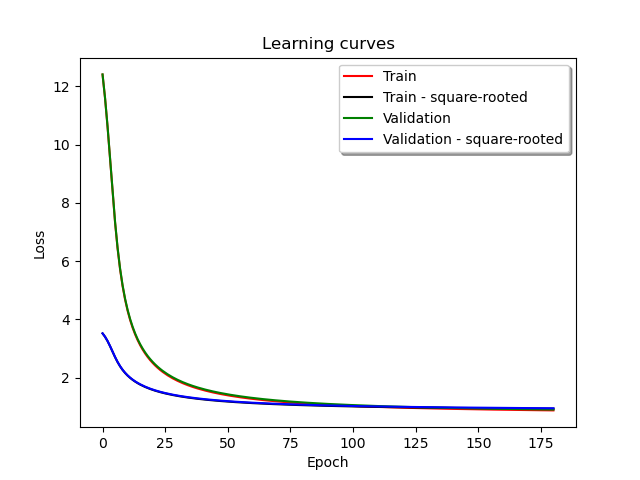 Learning curves
Train
Train - square-rooted
Validation
Validation - square-rooted
12
10
8
6
4
2
Loss
0 25 50 75 100 125 150 175
Epoch